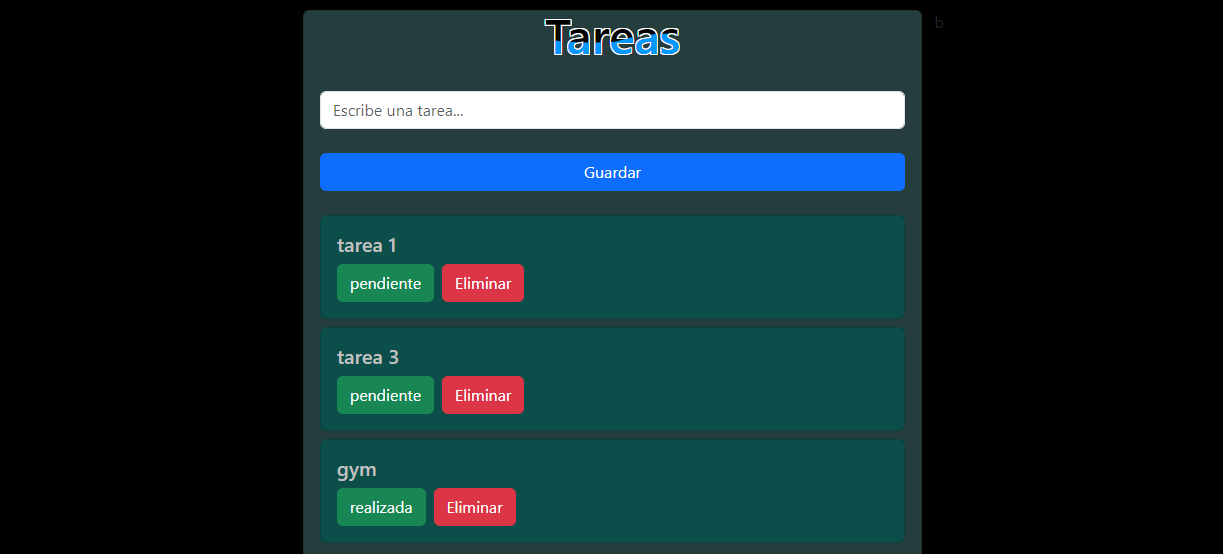 Tareas
b
Escribe una tarea...
Guardar
tarea 1
pendiente Eliminar
tarea 3
pendiente Eliminar
gym
realizada Eliminar